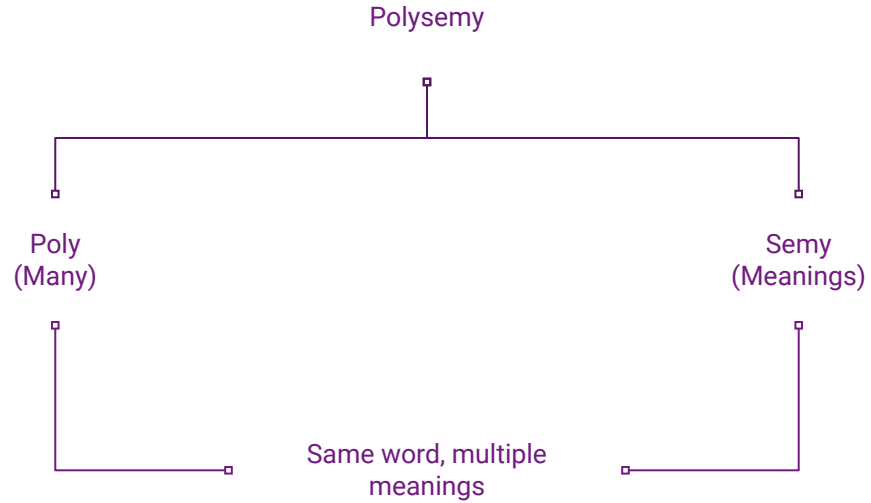 Polysemy
Poly
(Many)
Semy
(Meanings)
Same word, multiple
meanings